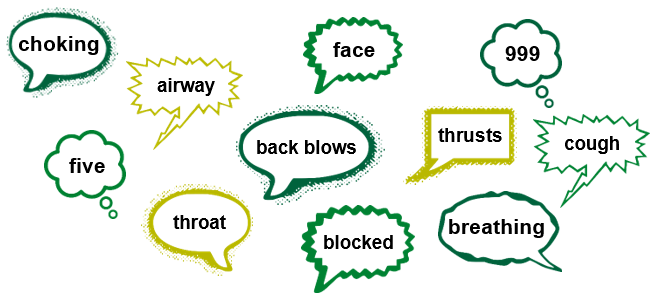 choking
face
999
airway
back blows
thrusts
cough
five
throat
blocked
breathing